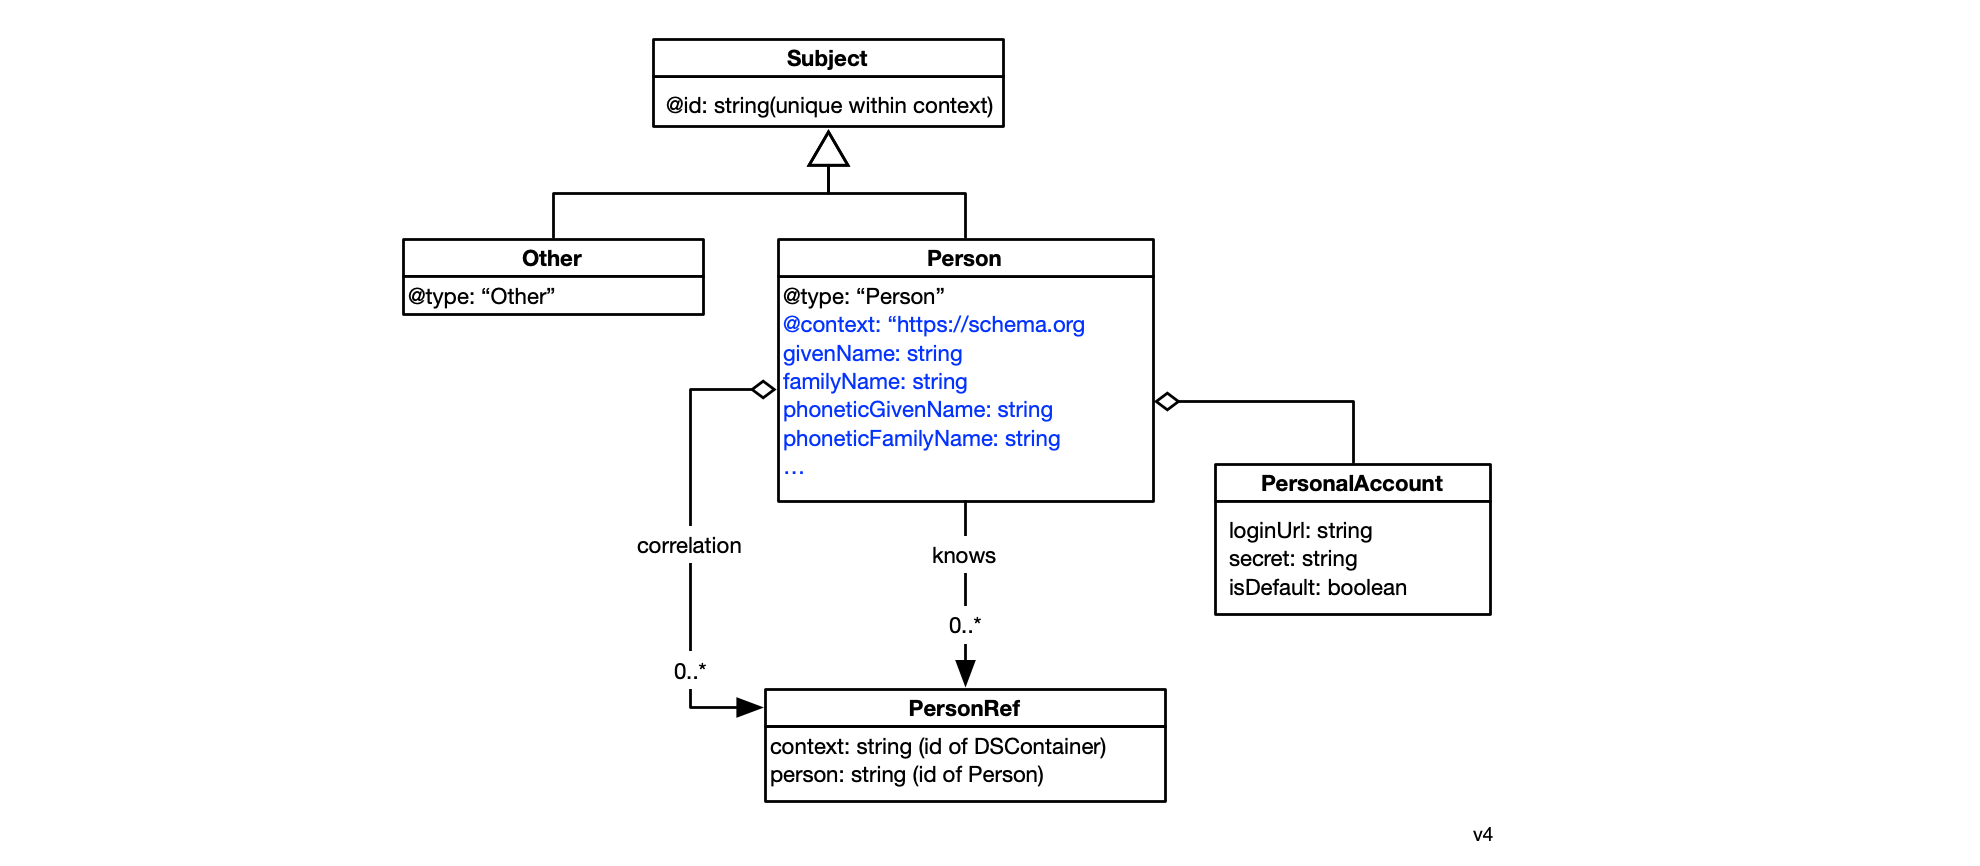 Subject
@id: string(unique within context)
Other
@type: “Other”
Person
@type: “Person”
@context: “https://schema.org
givenName: string
familyName: string
phoneticGivenName: string
phoneticFamilyName: string
...
PersonalAccount
loginUrl: string
secret: string
isDefault: boolean
correlation
0..*
knows
0..*
PersonRef
context: string (id of DSContainer)
person: string (id of Person)
v4